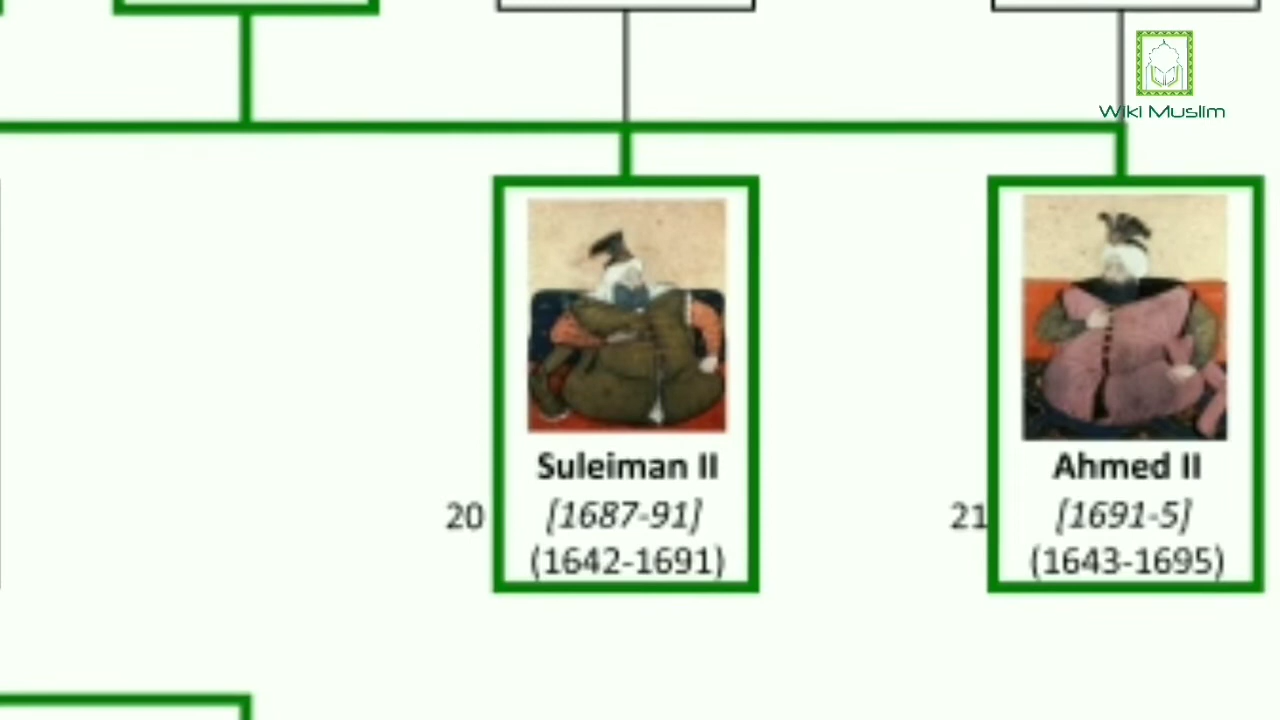 Wiki Muslim
Suleiman II
20
[1687-91]
(1642-1691)
Ahmed II
21
[1691-5]
(1643-1695)